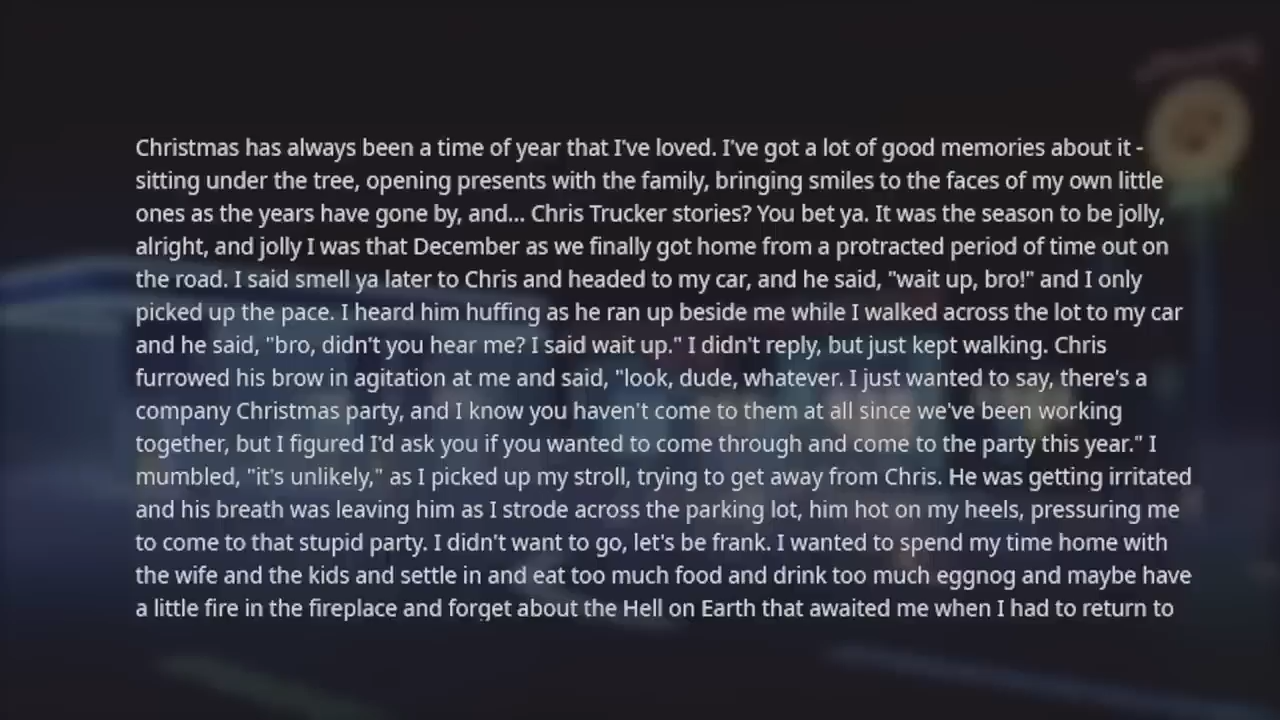 Christmas has always been a time of year that I've loved. I've got a lot of good memories about it -
sitting under the tree, opening presents with the family, bringing smiles to the faces of my own little
ones as the years have gone by, and... Chris Trucker stories? You bet ya. It was the season to be jolly,
alright, and jolly I was that December as we finally got home from a protracted period of time out on
the road. I said smell ya later to Chris and headed to my car, and he said, "wait up, bro!" and I only
picked up the pace. I heard him huffing as he ran up beside me while I walked across the lot to my car
and he said, "bro, didn't you hear me? I said wait up." I didn't reply, but just kept walking. Chris
furrowed his brow in agitation at me and said, "look, dude, whatever. I just wanted to say, there's a
company Christmas party, and I know you haven't come to them at all since we've been working
together, but I figured I'd ask you if you wanted to come through and come to the party this year." I
mumbled, "it's unlikely," as I picked up my stroll, trying to get away from Chris. He was getting irritated
and his breath was leaving him as I strode across the parking lot, him hot on my heels, pressuring me
to come to that stupid party. I didn't want to go, let's be frank. I wanted to spend my time home with
the wife and the kids and settle in and eat too much food and drink too much eggnog and maybe have
a little fire in the fireplace and forget about the Hell on Earth that awaited me when I had to return to